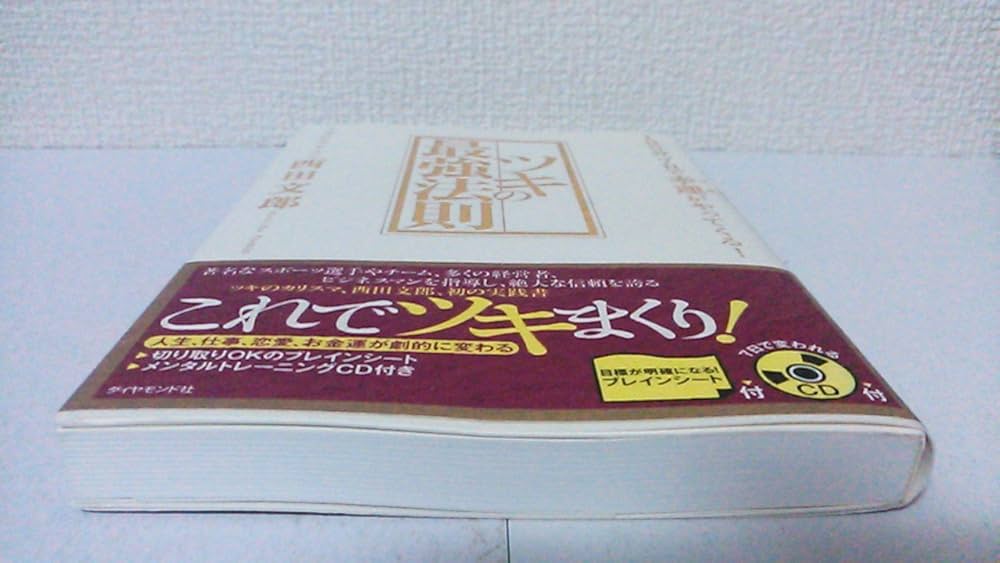 ツキの
最強法則
西田文郎
著名なスポーツ選手やチーム、多くの経営者、
ビジネスマンを指導し、絶大な信頼を誇る
ツキのカリスマ、西田文郎、初の実践書
これでツキまくり!
人生、仕事、恋愛、お金運が劇的に変わる
▶切り取りOKのブレインシート
▶メンタルトレーニングCD付き
ダイヤモンド社
目標が明確になる!
ブレインシート
付
7日で変われる
CD
付